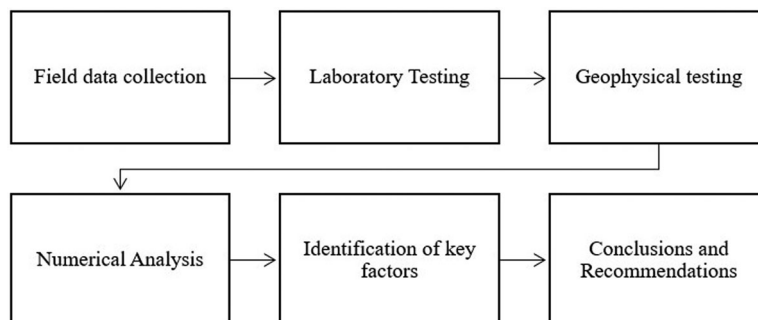 Field data collection
Laboratory Testing
Geophysical testing
Numerical Analysis
Identification of key
factors
Conclusions and
Recommendations